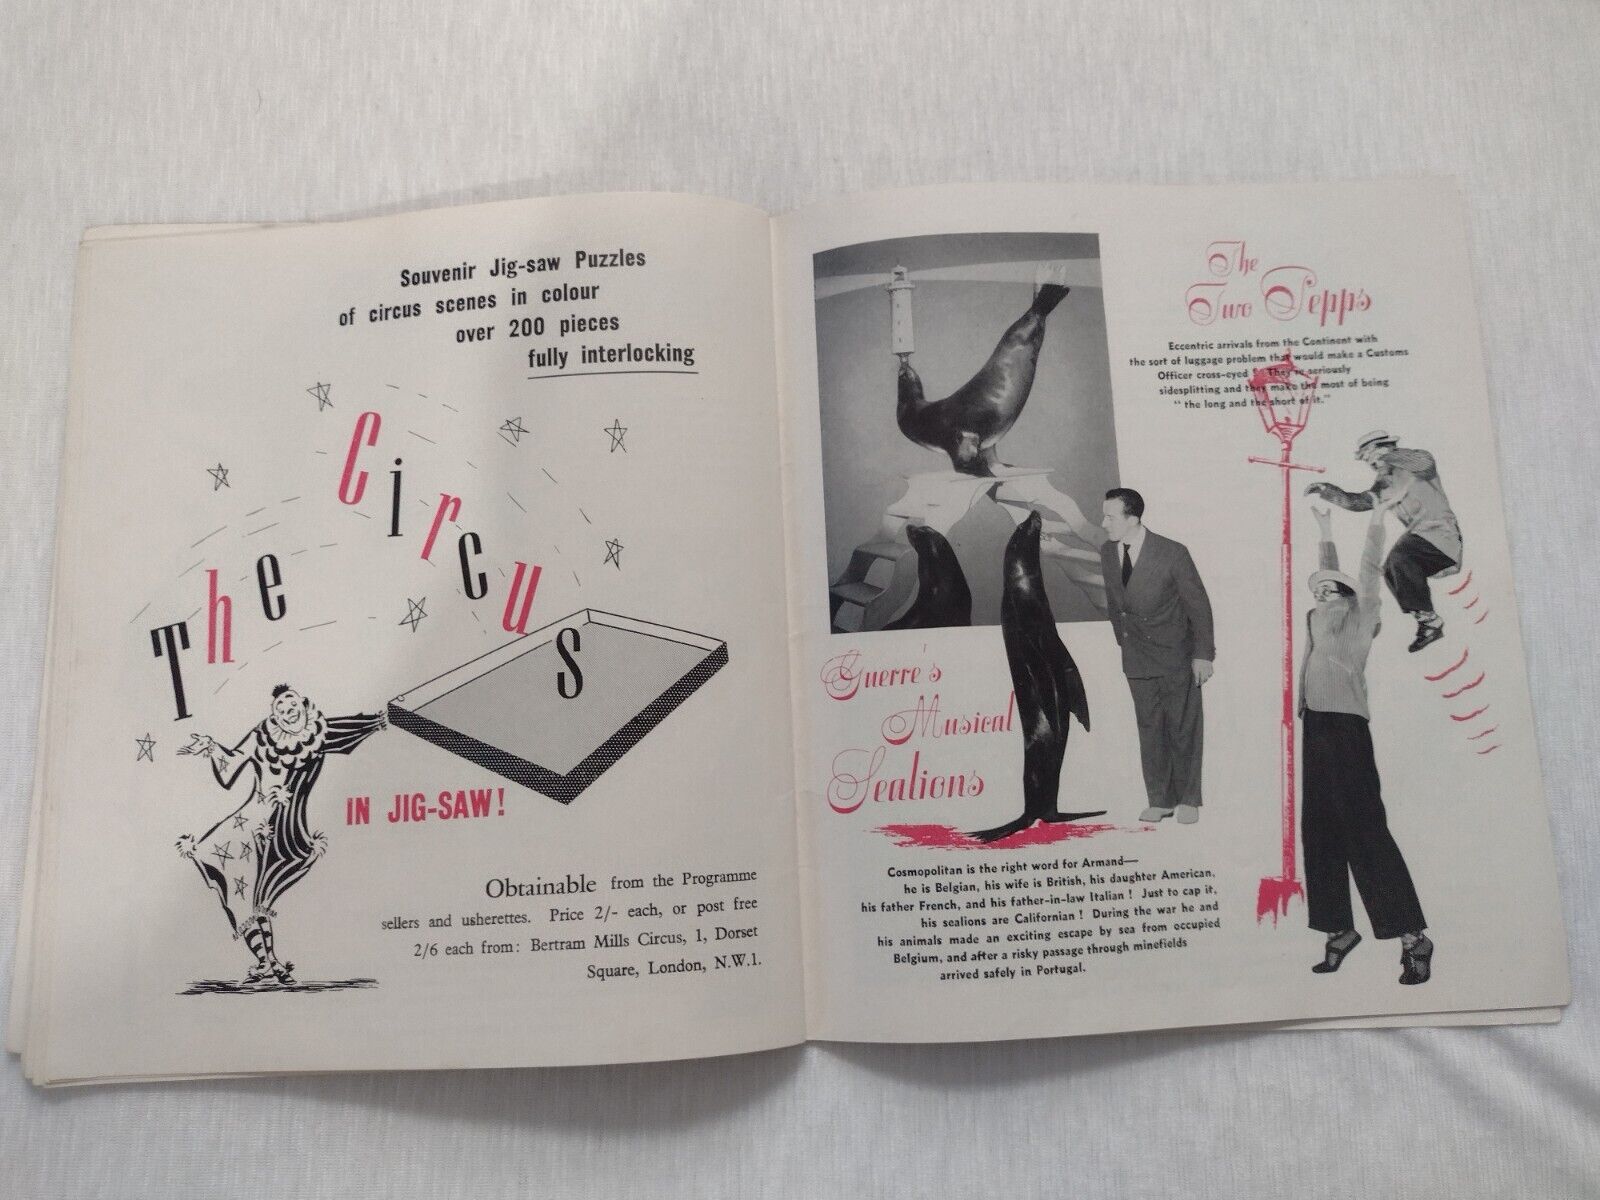 Souvenir Jig-saw Puzzles
of circus scenes in colour
over 200 pieces
fully interlocking
The Circus
IN JIG-SAW!
Obtainable from the Programme
sellers and usherettes. Price 2/- each, or post free
2/6 each from: Bertram Mills Circus, 1, Dorset
Square, London, N.W.1.
The
Two Pepps
Eccentric arrivals from the Continent with
the sort of luggage problem that would make a Customs
Officer cross-eyed! They're seriously
sidesplitting and they make the most of being
"the long and the short of it."
Guerre's
Musical
Sealions
Cosmopolitan is the right word for Armand—
he is Belgian, his wife is British, his daughter American,
his father French, and his father-in-law Italian! Just to cap it,
his sealions are Californian! During the war he and
his animals made an exciting escape by sea from occupied
Belgium, and after a risky passage through minefields
arrived safely in Portugal.